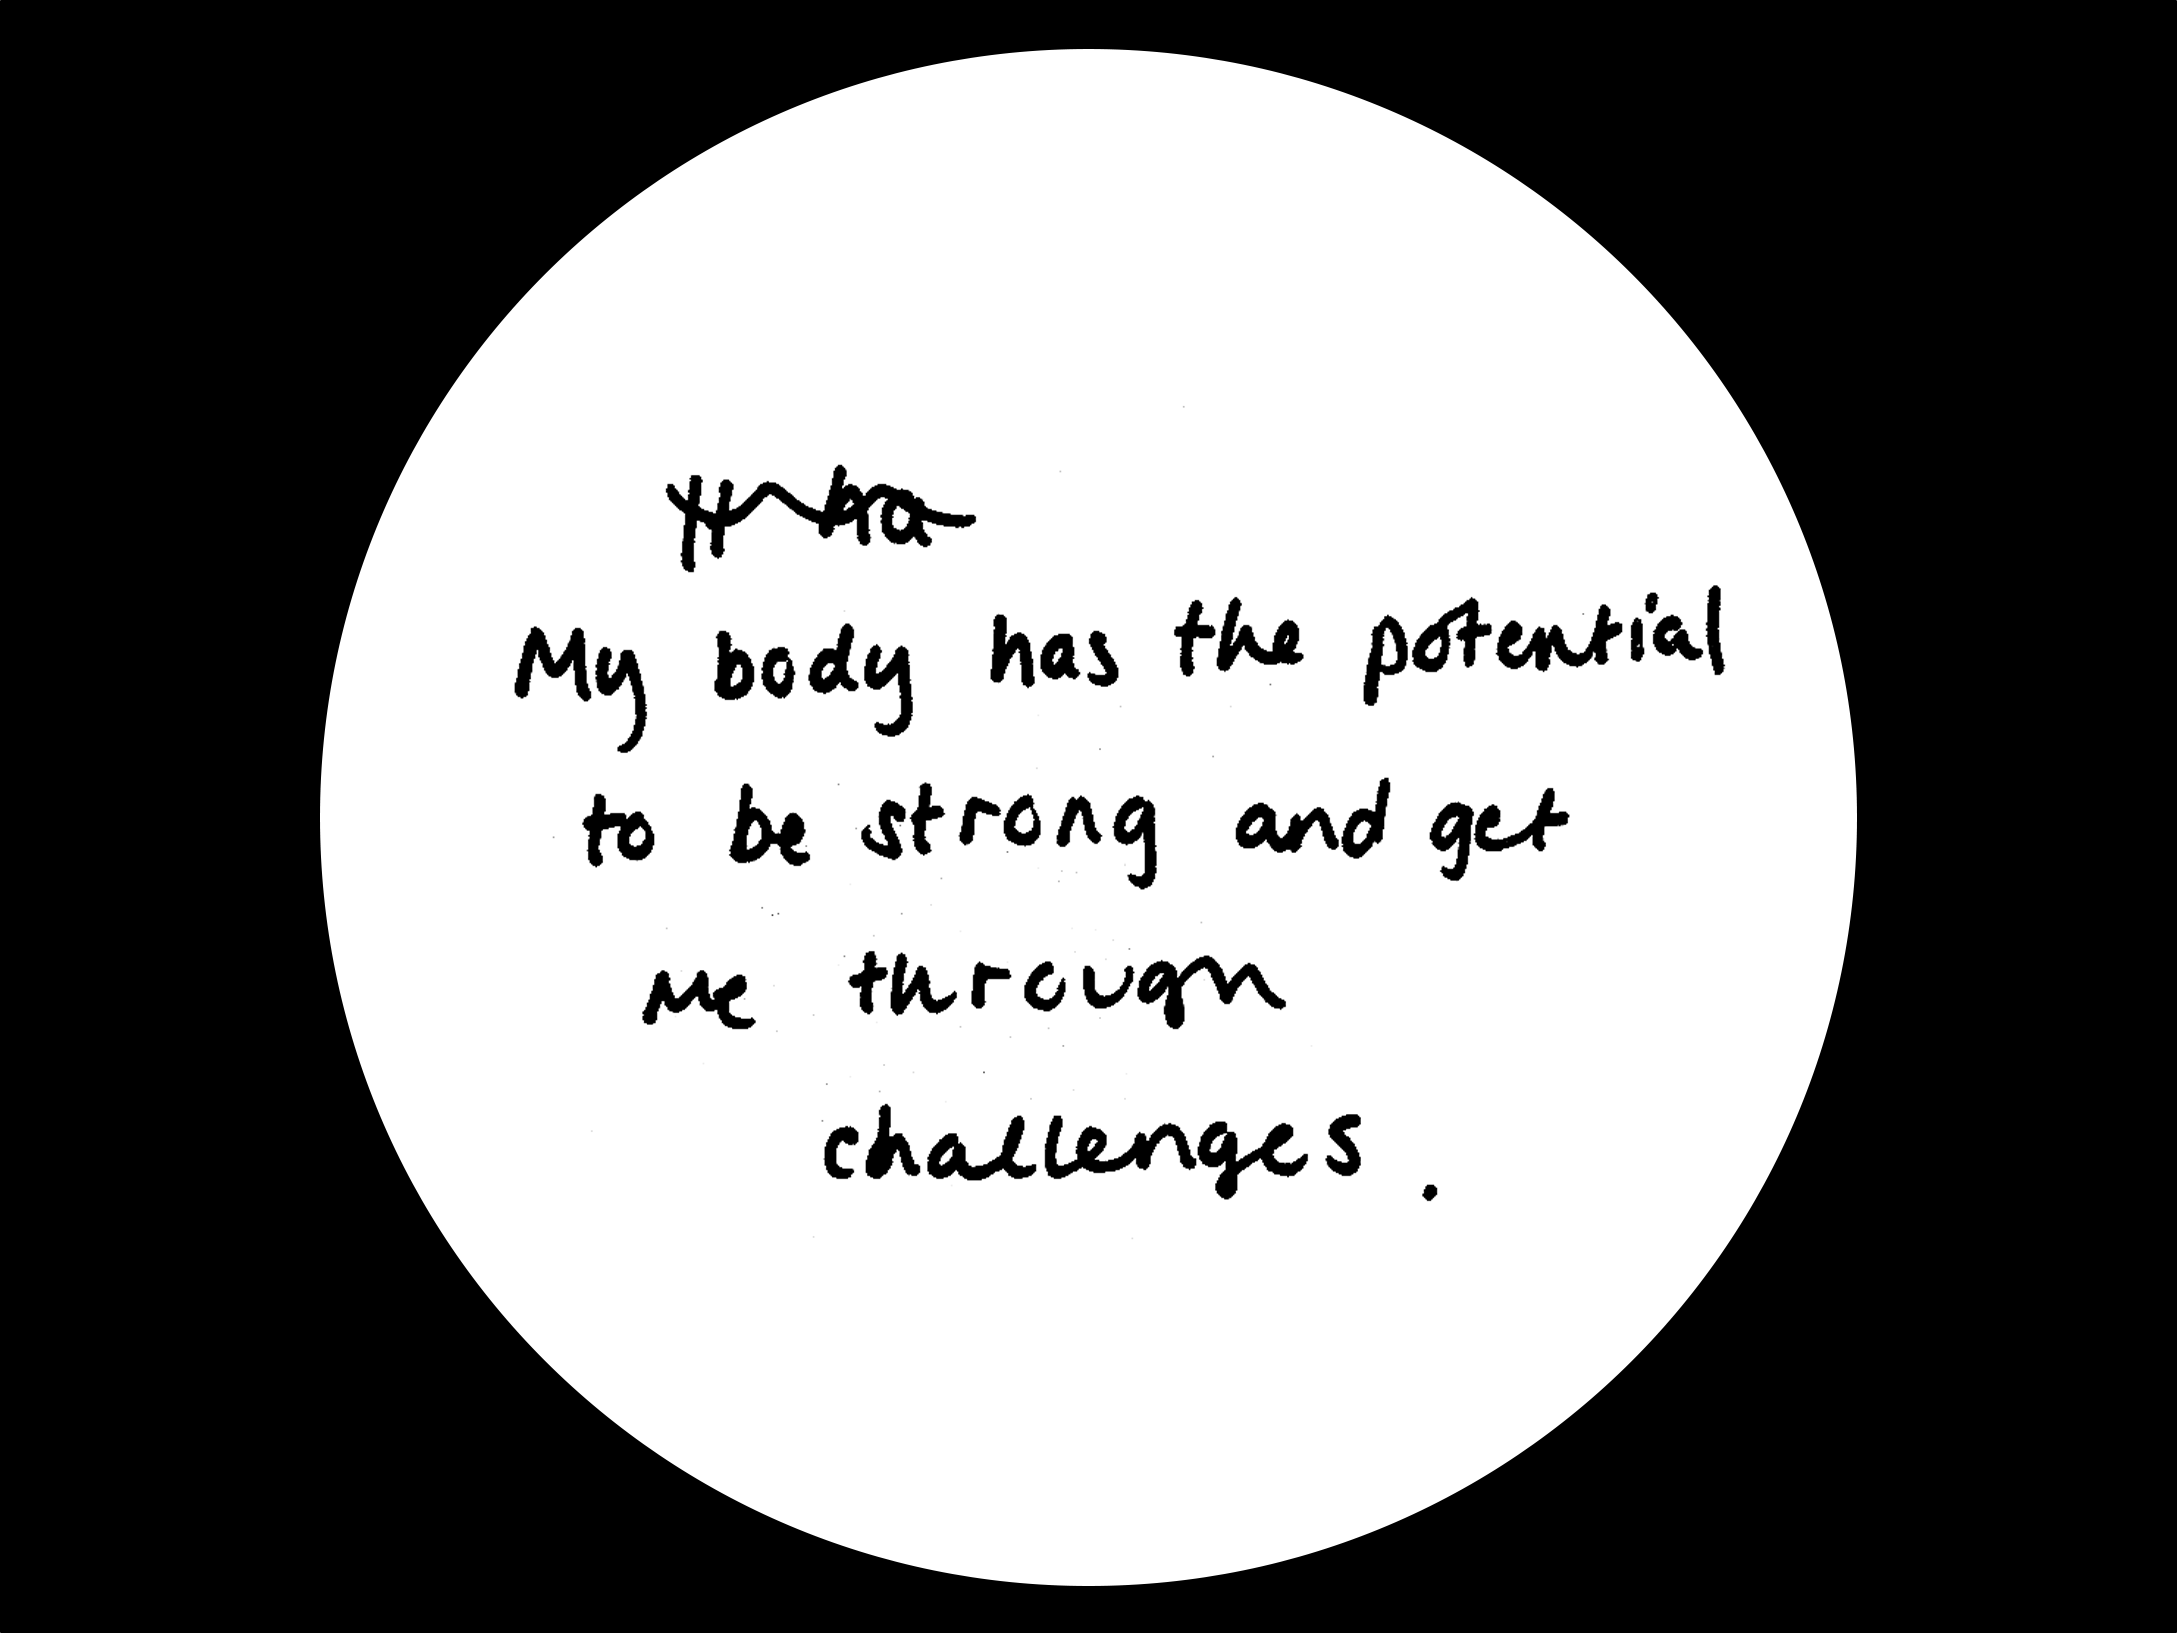 My body has the potential
to be strong and get
me through
challenges.